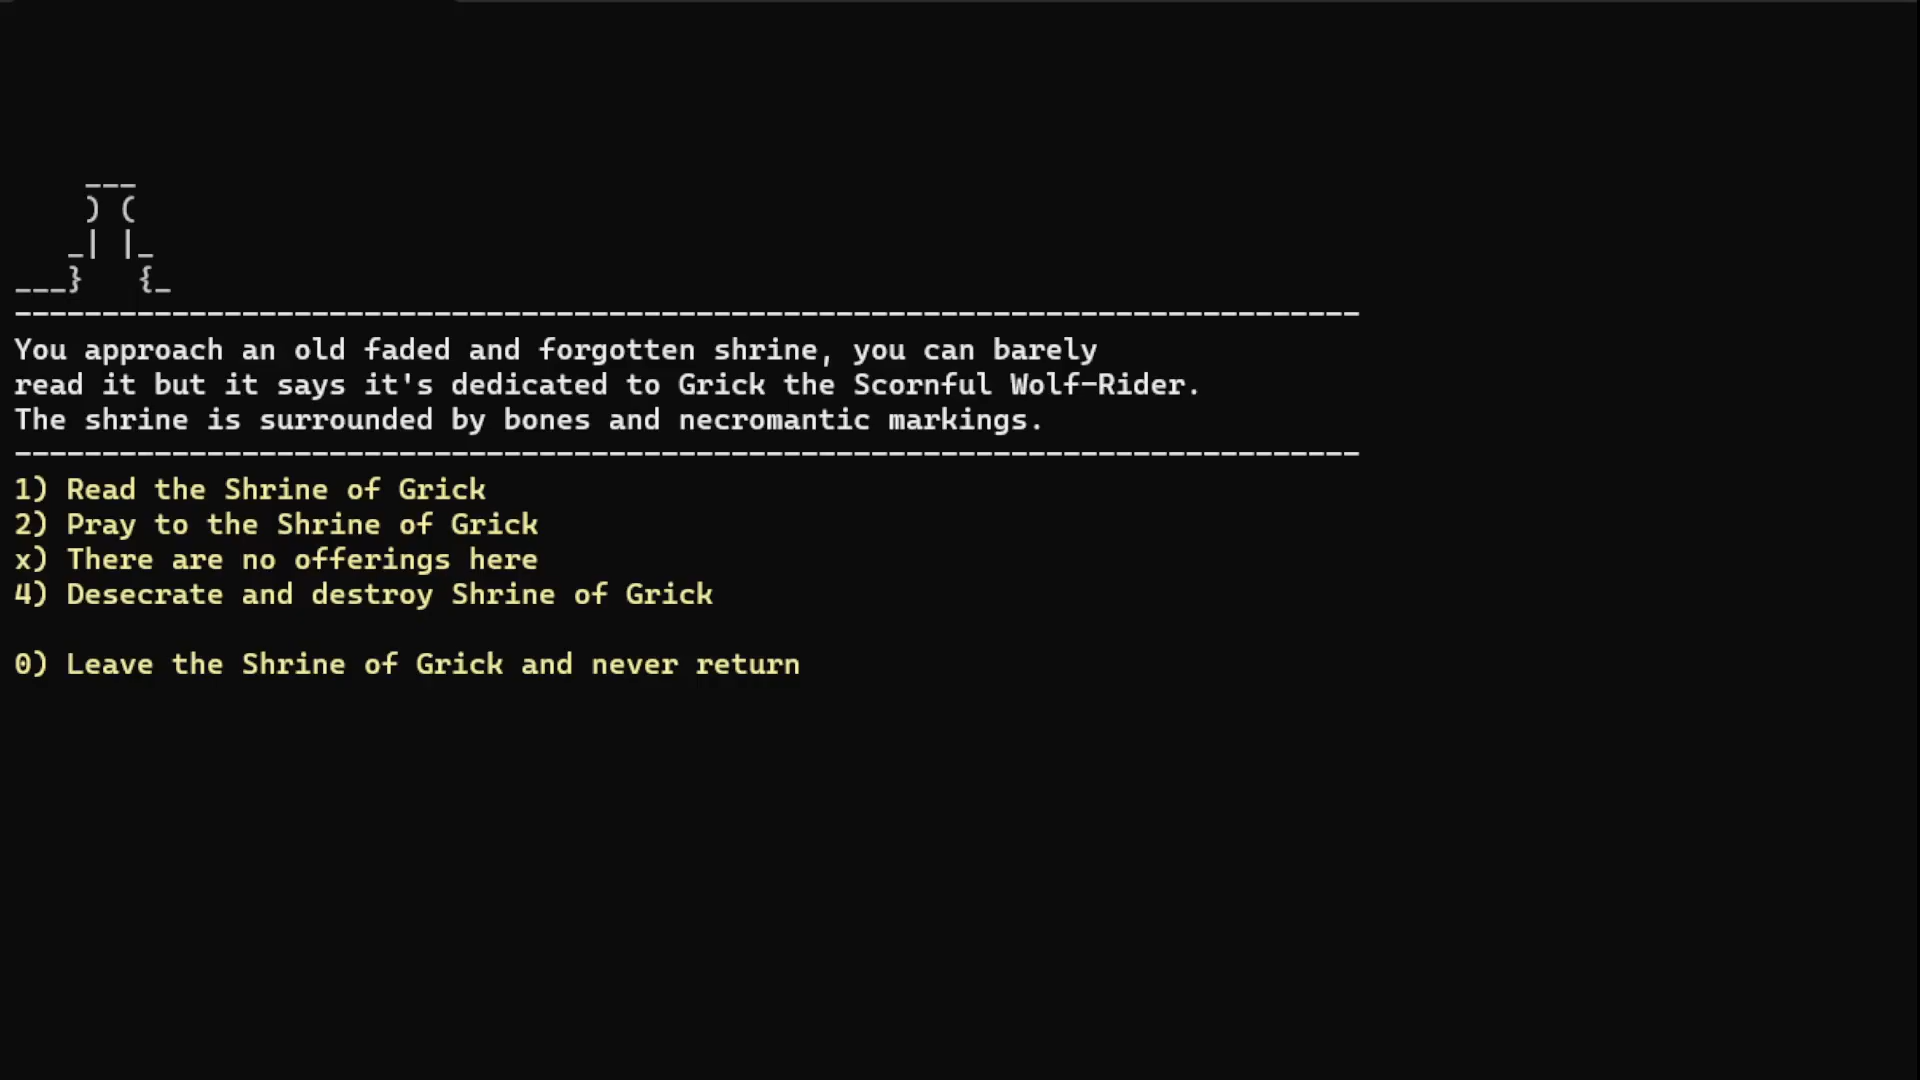 You approach an old faded and forgotten shrine, you can barely
read it but it says it's dedicated to Grick the Scornful Wolf-Rider.
The shrine is surrounded by bones and necromantic markings.
1) Read the Shrine of Grick
2) Pray to the Shrine of Grick
x) There are no offerings here
4) Desecrate and destroy Shrine of Grick
0) Leave the Shrine of Grick and never return